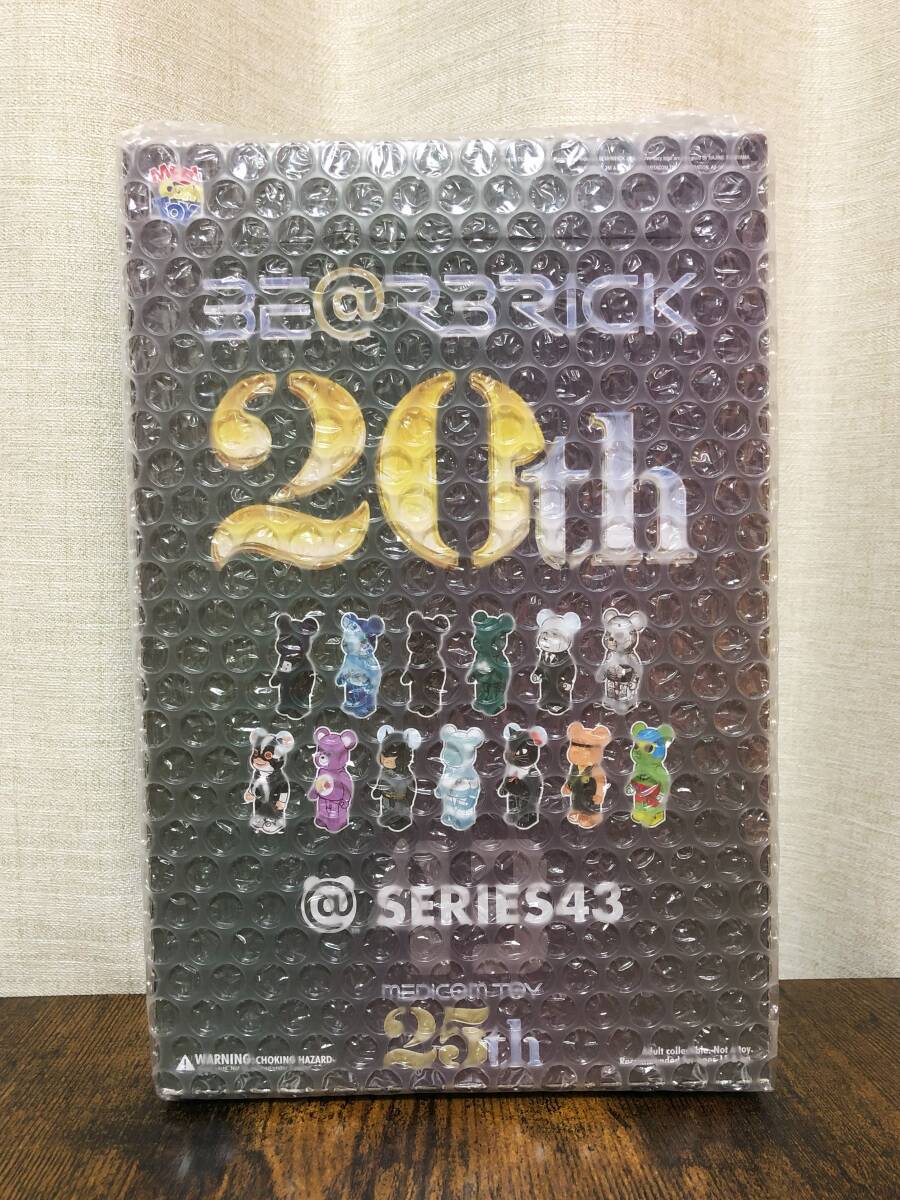 BE@RBRICK
20th
@ SERIES43
MEDICOM TOY
25th
WARNING: CHOKING HAZARD-
Adult collectible. Not a toy.